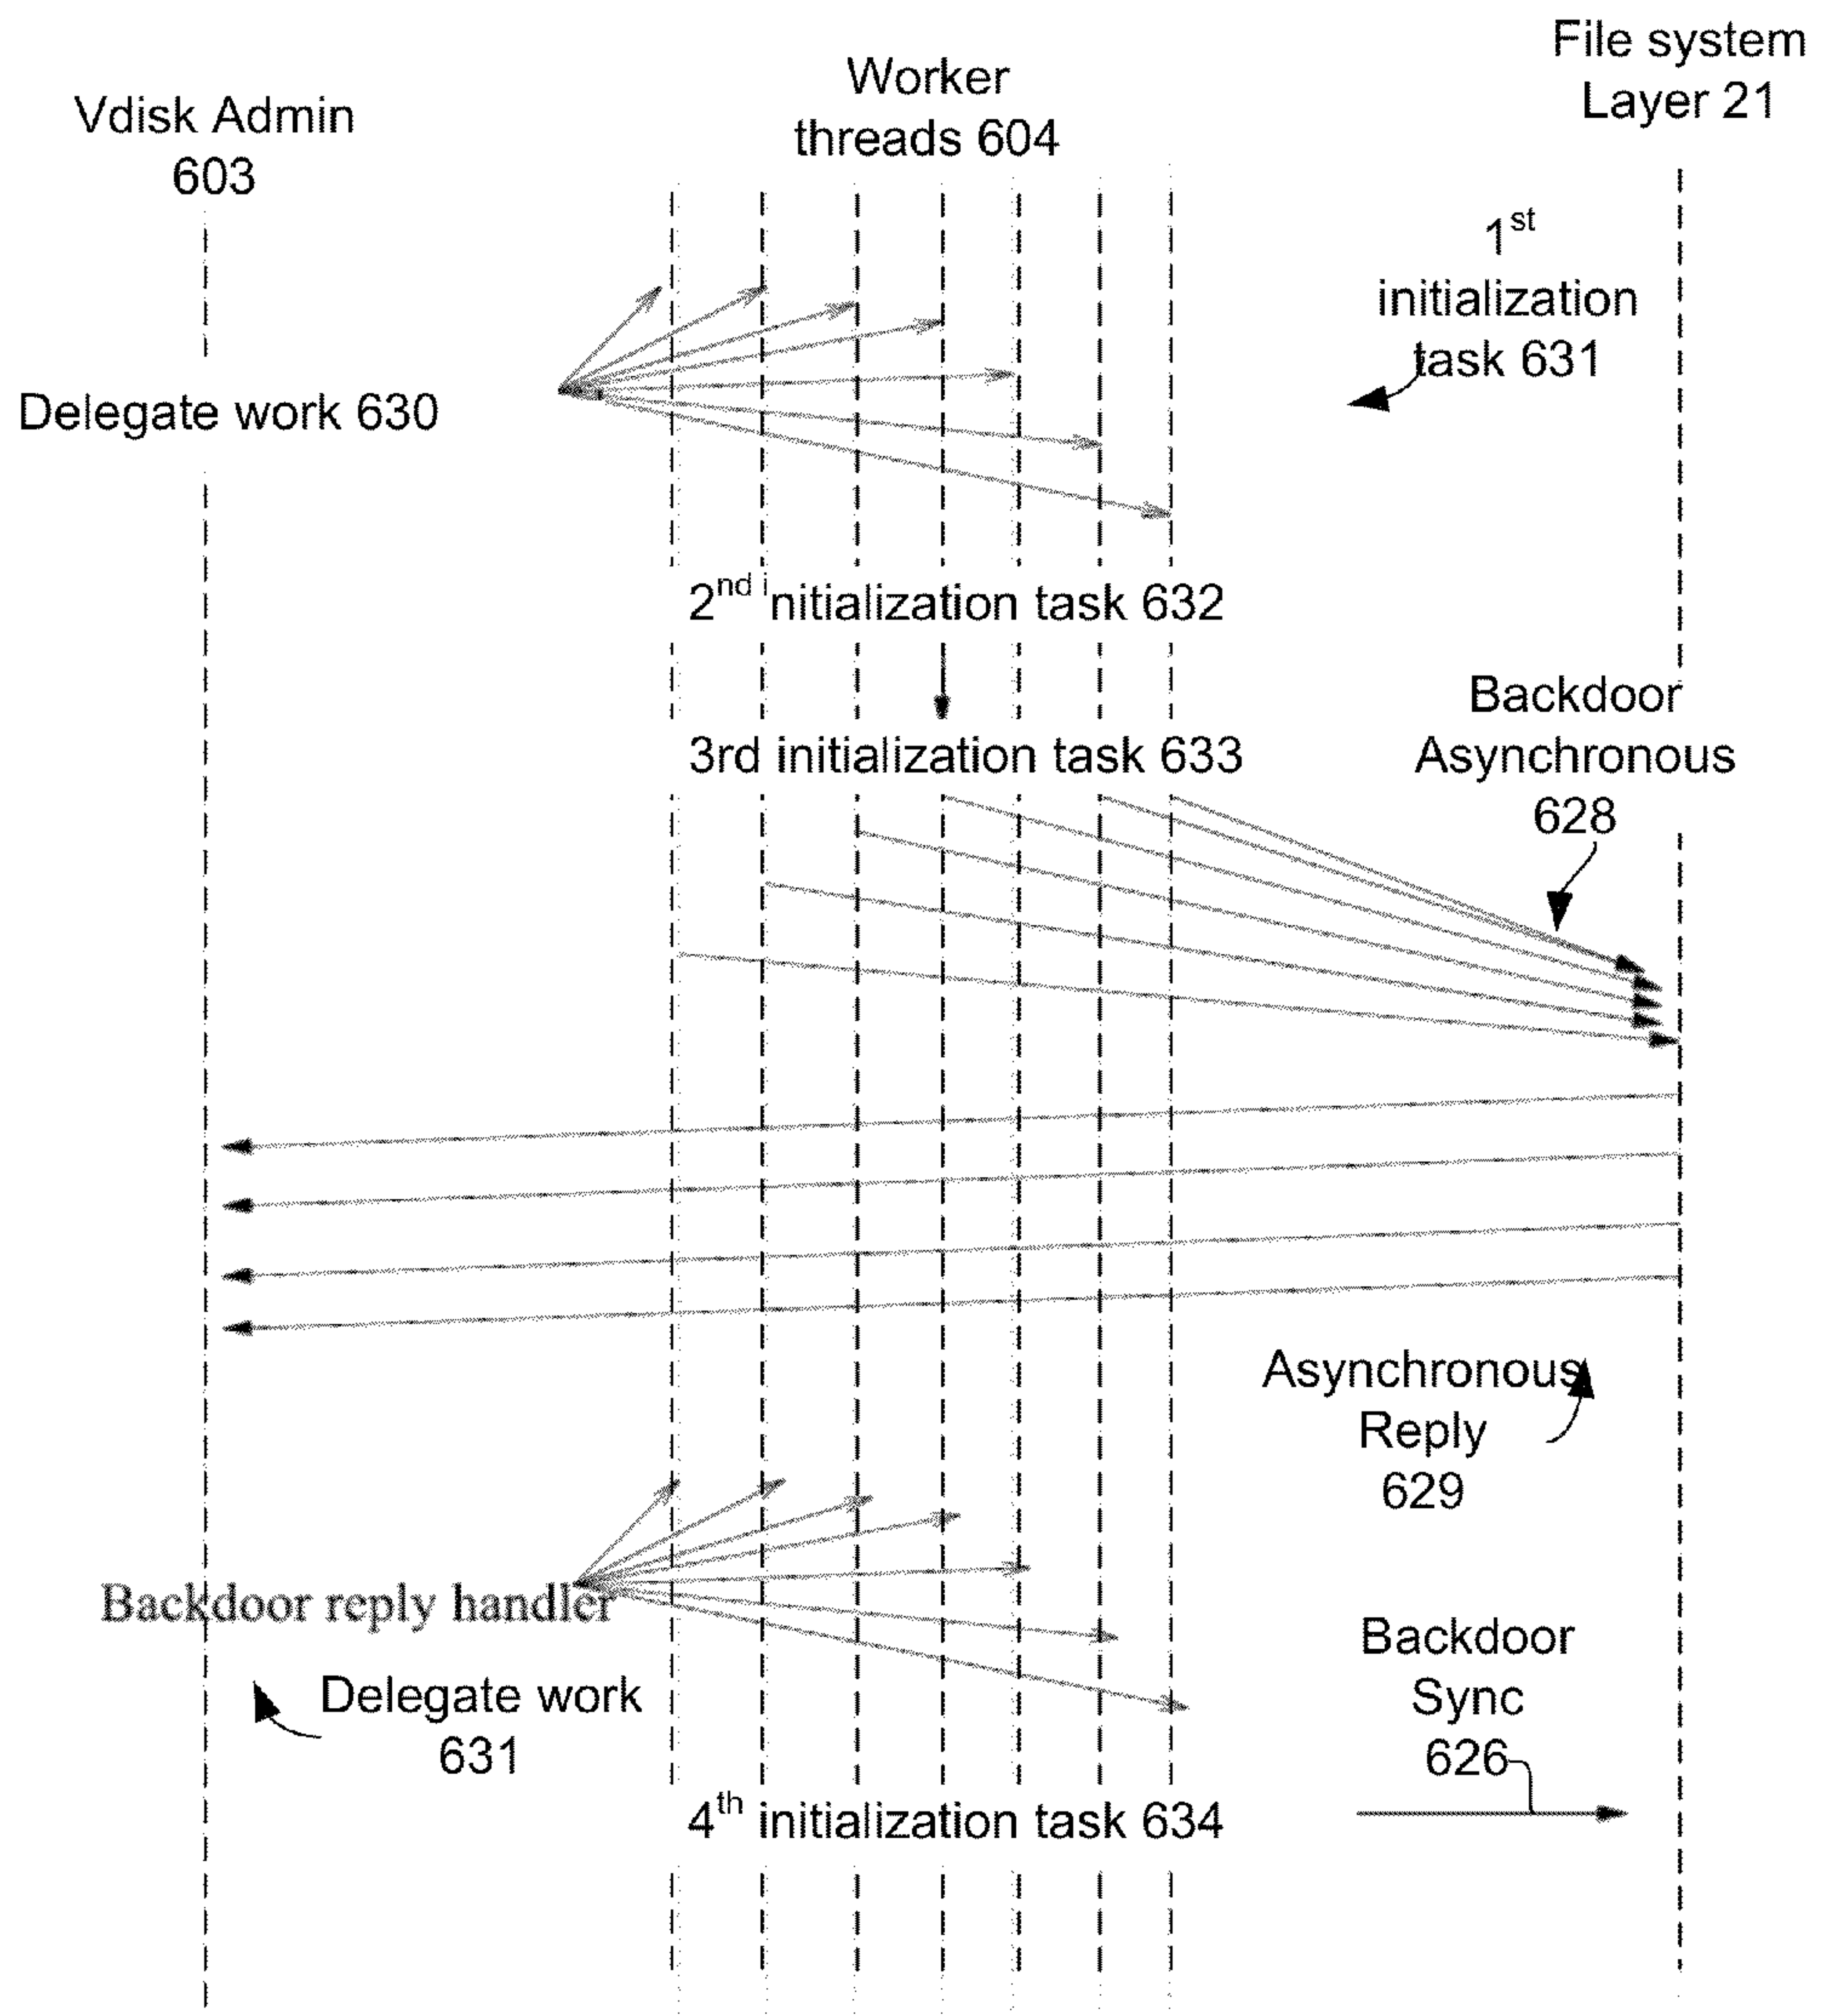 File system
Layer 21
Worker
threads 604
Vdisk Admin
603
1st
initialization
task 631
Delegate work 630
2nd initialization task 632
Backdoor
Asynchronous
628
3rd initialization task 633
Asynchronous
Reply
629
Backdoor reply handler
Delegate work
631
Backdoor
Sync
626
4th initialization task 634